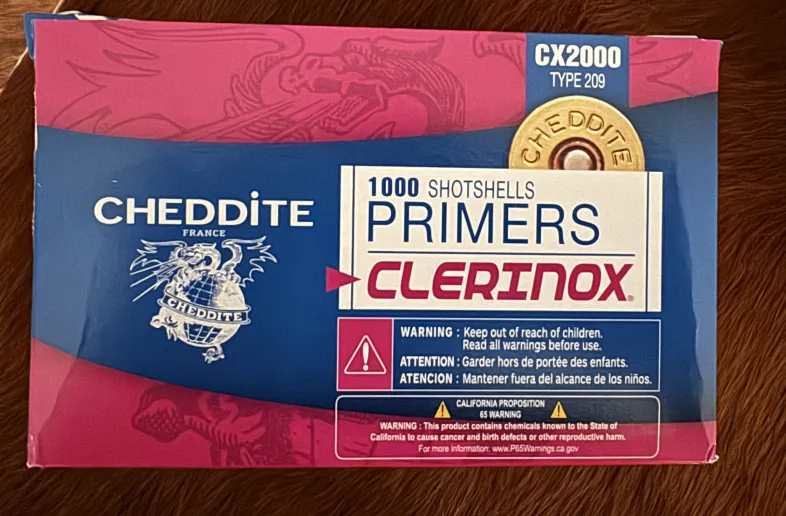 CX2000
TYPE 209
CHEDDITE
1000 SHOTSHELLS
PRIMERS
CLERINOX®
CHEDDİTE
FRANCE
CHEDDITE
WARNING : Keep out of reach of children.
Read all warnings before use.
ATTENTION : Garder hors de portée des enfants.
ATENCION : Mantener fuera del alcance de los niños.
CALIFORNIA PROPOSITION
65 WARNING
WARNING : This product contains chemicals known to the State of
California to cause cancer and birth defects or other reproductive harm.
For more information: www.P65Warnings.ca.gov